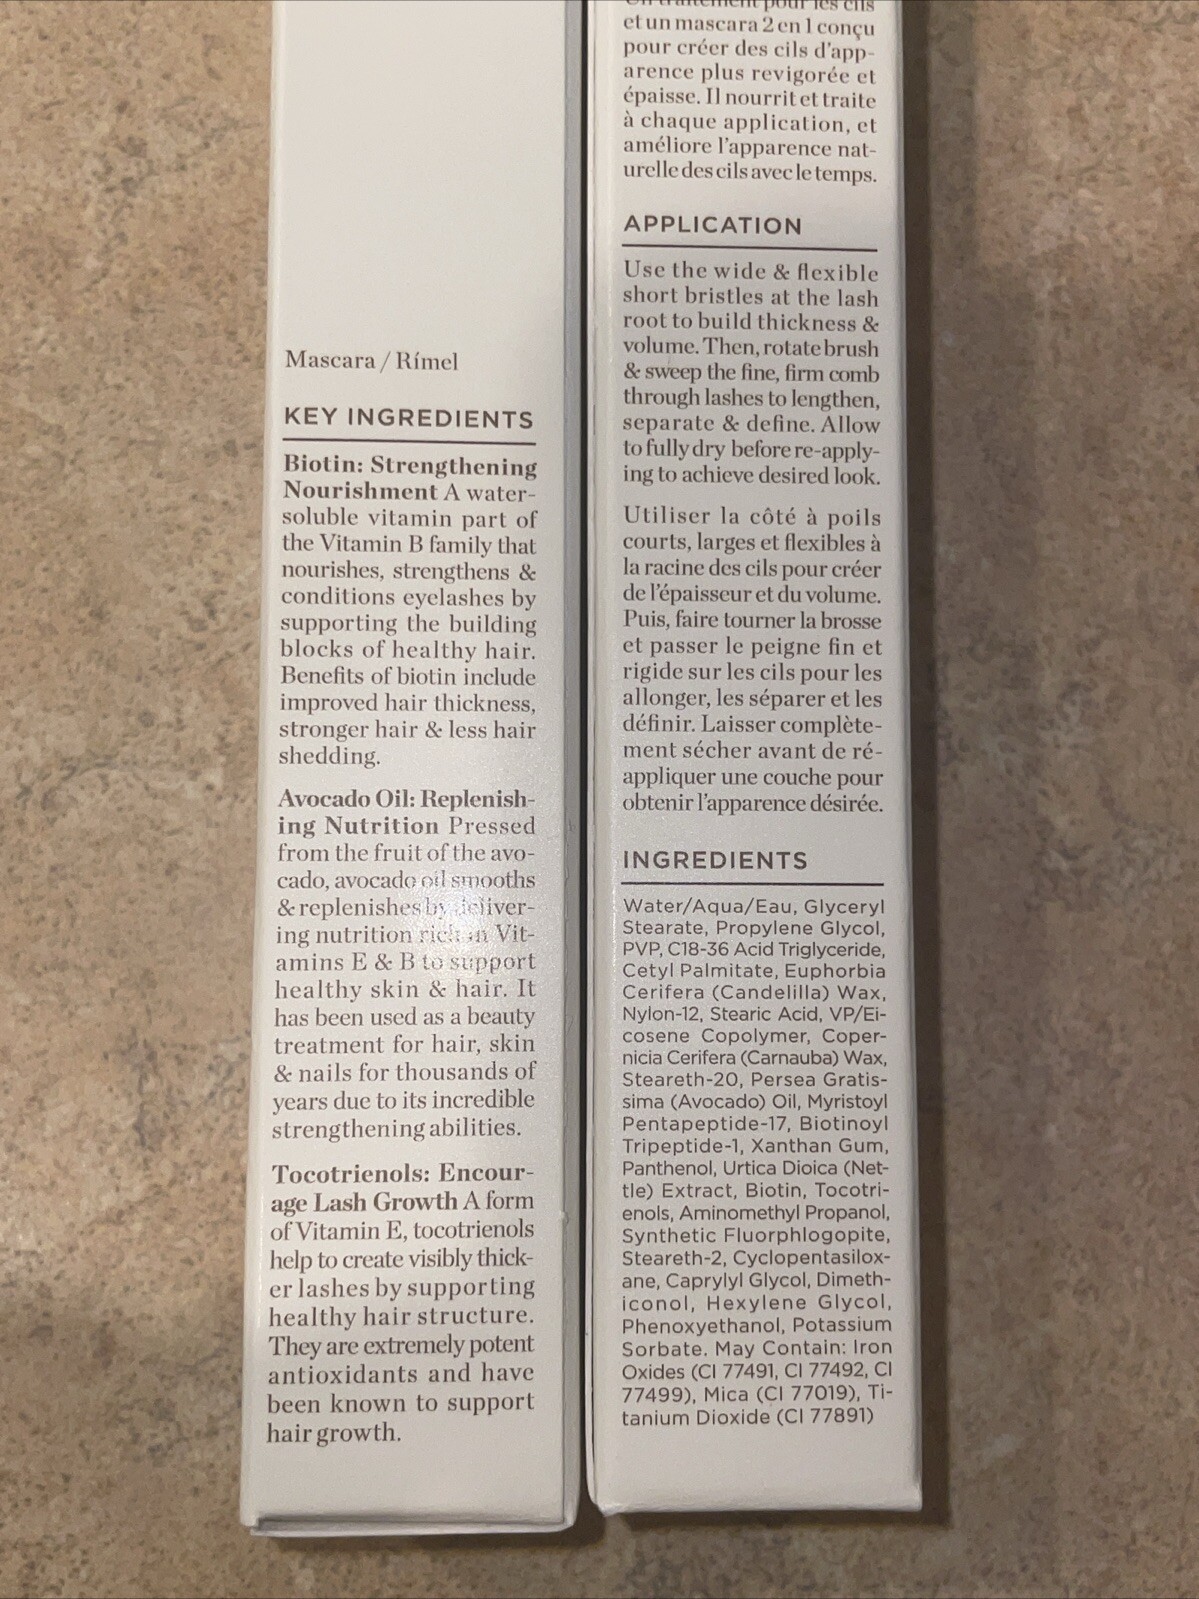 Mascara / Rímel
KEY INGREDIENTS
Biotin: Strengthening
Nourishment A water-
soluble vitamin part of
the Vitamin B family that
nourishes, strengthens &
conditions eyelashes by
supporting the building
blocks of healthy hair.
Benefits of biotin include
improved hair thickness,
stronger hair & less hair
shedding.
Avocado Oil: Replenish-
ing Nutrition Pressed
from the fruit of the avo-
cado, avocado oil smooths
& replenishes by deliver-
ing nutrition rich in Vit-
amins E & B to support
healthy skin & hair. It
has been used as a beauty
treatment for hair, skin
& nails for thousands of
years due to its incredible
strengthening abilities.
Tocotrienols: Encour-
age Lash Growth A form
of Vitamin E, tocotrienols
help to create visibly thick-
er lashes by supporting
healthy hair structure.
They are extremely potent
antioxidants and have
been known to support
hair growth.
Un traitement pour les cils
et un mascara 2 en 1 conçu
pour créer des cils d'app-
arence plus revigorée et
épaisse. Il nourrit et traite
à chaque application, et
améliore l'apparence nat-
urelle des cils avec le temps.
APPLICATION
Use the wide & flexible
short bristles at the lash
root to build thickness &
volume. Then, rotate brush
& sweep the fine, firm comb
through lashes to lengthen,
separate & define. Allow
to fully dry before re-apply-
ing to achieve desired look.
Utiliser la côté à poils
courts, larges et flexibles à
la racine des cils pour créer
de l'épaisseur et du volume.
Puis, faire tourner la brosse
et passer le peigne fin et
rigide sur les cils pour les
allonger, les séparer et les
définir. Laisser complète-
ment sécher avant de ré-
appliquer une couche pour
obtenir l'apparence désirée.
INGREDIENTS
Water/Aqua/Eau, Glyceryl
Stearate, Propylene Glycol,
PVP, C18-36 Acid Triglyceride,
Cetyl Palmitate, Euphorbia
Cerifera (Candelilla) Wax,
Nylon-12, Stearic Acid, VP/Ei-
cosene Copolymer, Coper-
nicia Cerifera (Carnauba) Wax,
Steareth-20, Persea Gratis-
sima (Avocado) Oil, Myristoyl
Pentapeptide-17, Biotinoyl
Tripeptide-1, Xanthan Gum,
Panthenol, Urtica Dioica (Net-
tle) Extract, Biotin, Tocotri-
enols, Aminomethyl Propanol,
Synthetic Fluorphlogopite,
Steareth-2, Cyclopentasilox-
ane, Caprylyl Glycol, Dimeth-
iconol, Hexylene Glycol,
Phenoxyethanol, Potassium
Sorbate. May Contain: Iron
Oxides (CI 77491, CI 77492, CI
77499), Mica (CI 77019), Ti-
tanium Dioxide (CI 77891)